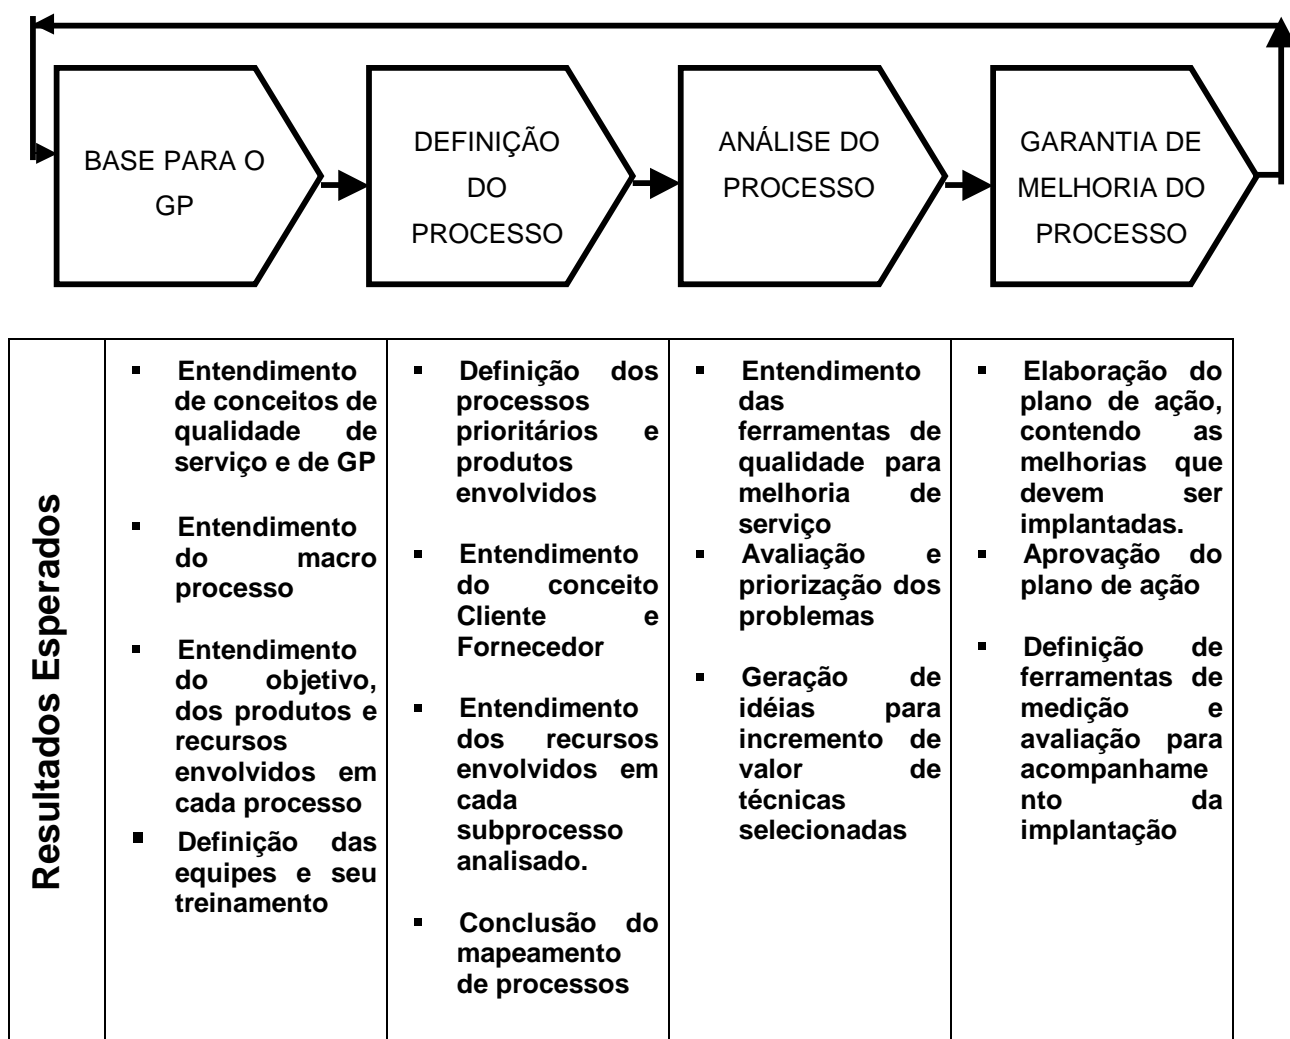 BASE PARA O
GP
DEFINIÇÃO
DO
PROCESSO
ANÁLISE DO
PROCESSO
GARANTIA DE
MELHORIA DO
PROCESSO
Resultados Esperados
▪ Entendimento
de conceitos de
qualidade de
serviço e de GP
▪ Entendimento
do macro
processo
▪ Entendimento
do objetivo,
dos produtos e
recursos
envolvidos em
cada processo
▪ Definição das
equipes e seu
treinamento
▪ Definição dos
processos
prioritários e
produtos
envolvidos
▪ Entendimento
do conceito
Cliente e
Fornecedor
▪ Entendimento
dos recursos
envolvidos em
cada
subprocesso
analisado.
▪ Conclusão do
mapeamento
de processos
▪ Entendimento
das
ferramentas de
qualidade para
melhoria de
serviço
▪ Avaliação e
priorização dos
problemas
▪ Geração de
idéias para
incremento de
valor de
técnicas
selecionadas
▪ Elaboração do
plano de ação,
contendo as
melhorias que
devem ser
implantadas.
▪ Aprovação do
plano de ação
▪ Definição de
ferramentas de
medição e
avaliação para
acompanhame
nto da
implantação